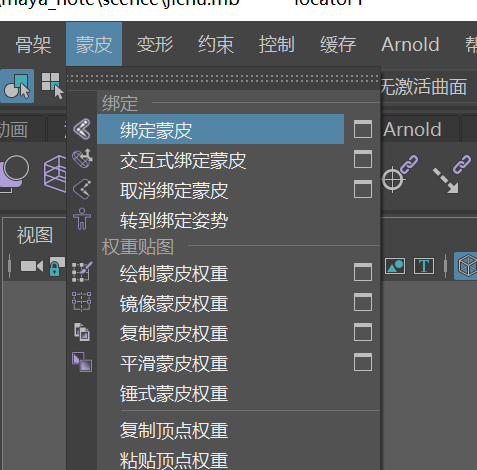 \maya_note\scence\jichu.mb locator1
骨架 蒙皮 变形 约束 控制 缓存 Arnold
无激活曲面
动画 Arnold
绑定
绑定蒙皮
交互式绑定蒙皮
取消绑定蒙皮
转到绑定姿势
视图
权重贴图
绘制蒙皮权重
镜像蒙皮权重
复制蒙皮权重
平滑蒙皮权重
锤式蒙皮权重
复制顶点权重
粘贴顶点权重